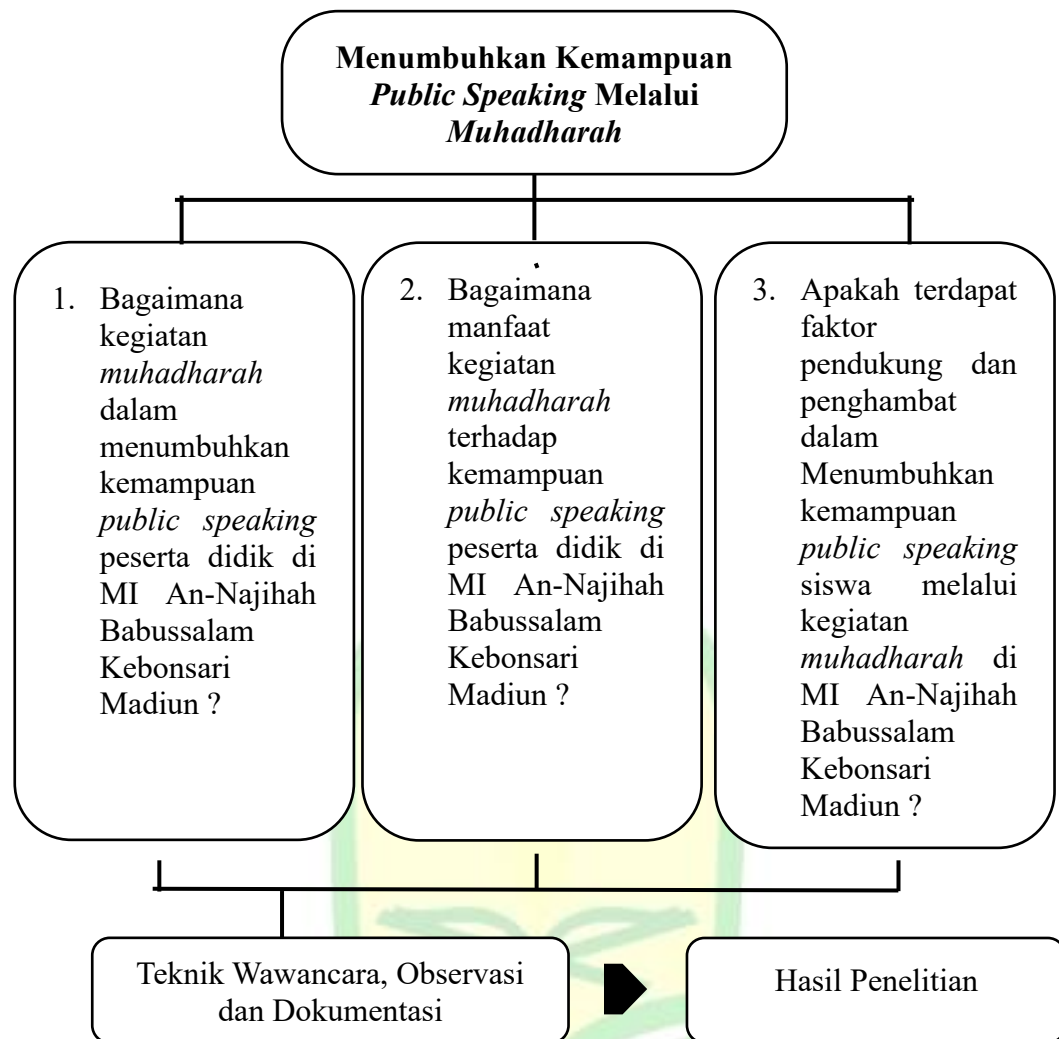 Menumbuhkan Kemampuan
Public Speaking Melalui
Muhadharah
1. Bagaimana
kegiatan
muhadharah
dalam
menumbuhkan
kemampuan
public speaking
peserta didik di
MI An-Najihah
Babussalam
Kebonsari
Madiun ?
2. Bagaimana
manfaat
kegiatan
muhadharah
terhadap
kemampuan
public speaking
peserta didik di
MI An-Najihah
Babussalam
Kebonsari
Madiun ?
3. Apakah terdapat
faktor
pendukung dan
penghambat
dalam
Menumbuhkan
kemampuan
public speaking
siswa melalui
kegiatan
muhadharah di
MI An-Najihah
Babussalam
Kebonsari
Madiun ?
Teknik Wawancara, Observasi
dan Dokumentasi
Hasil Penelitian